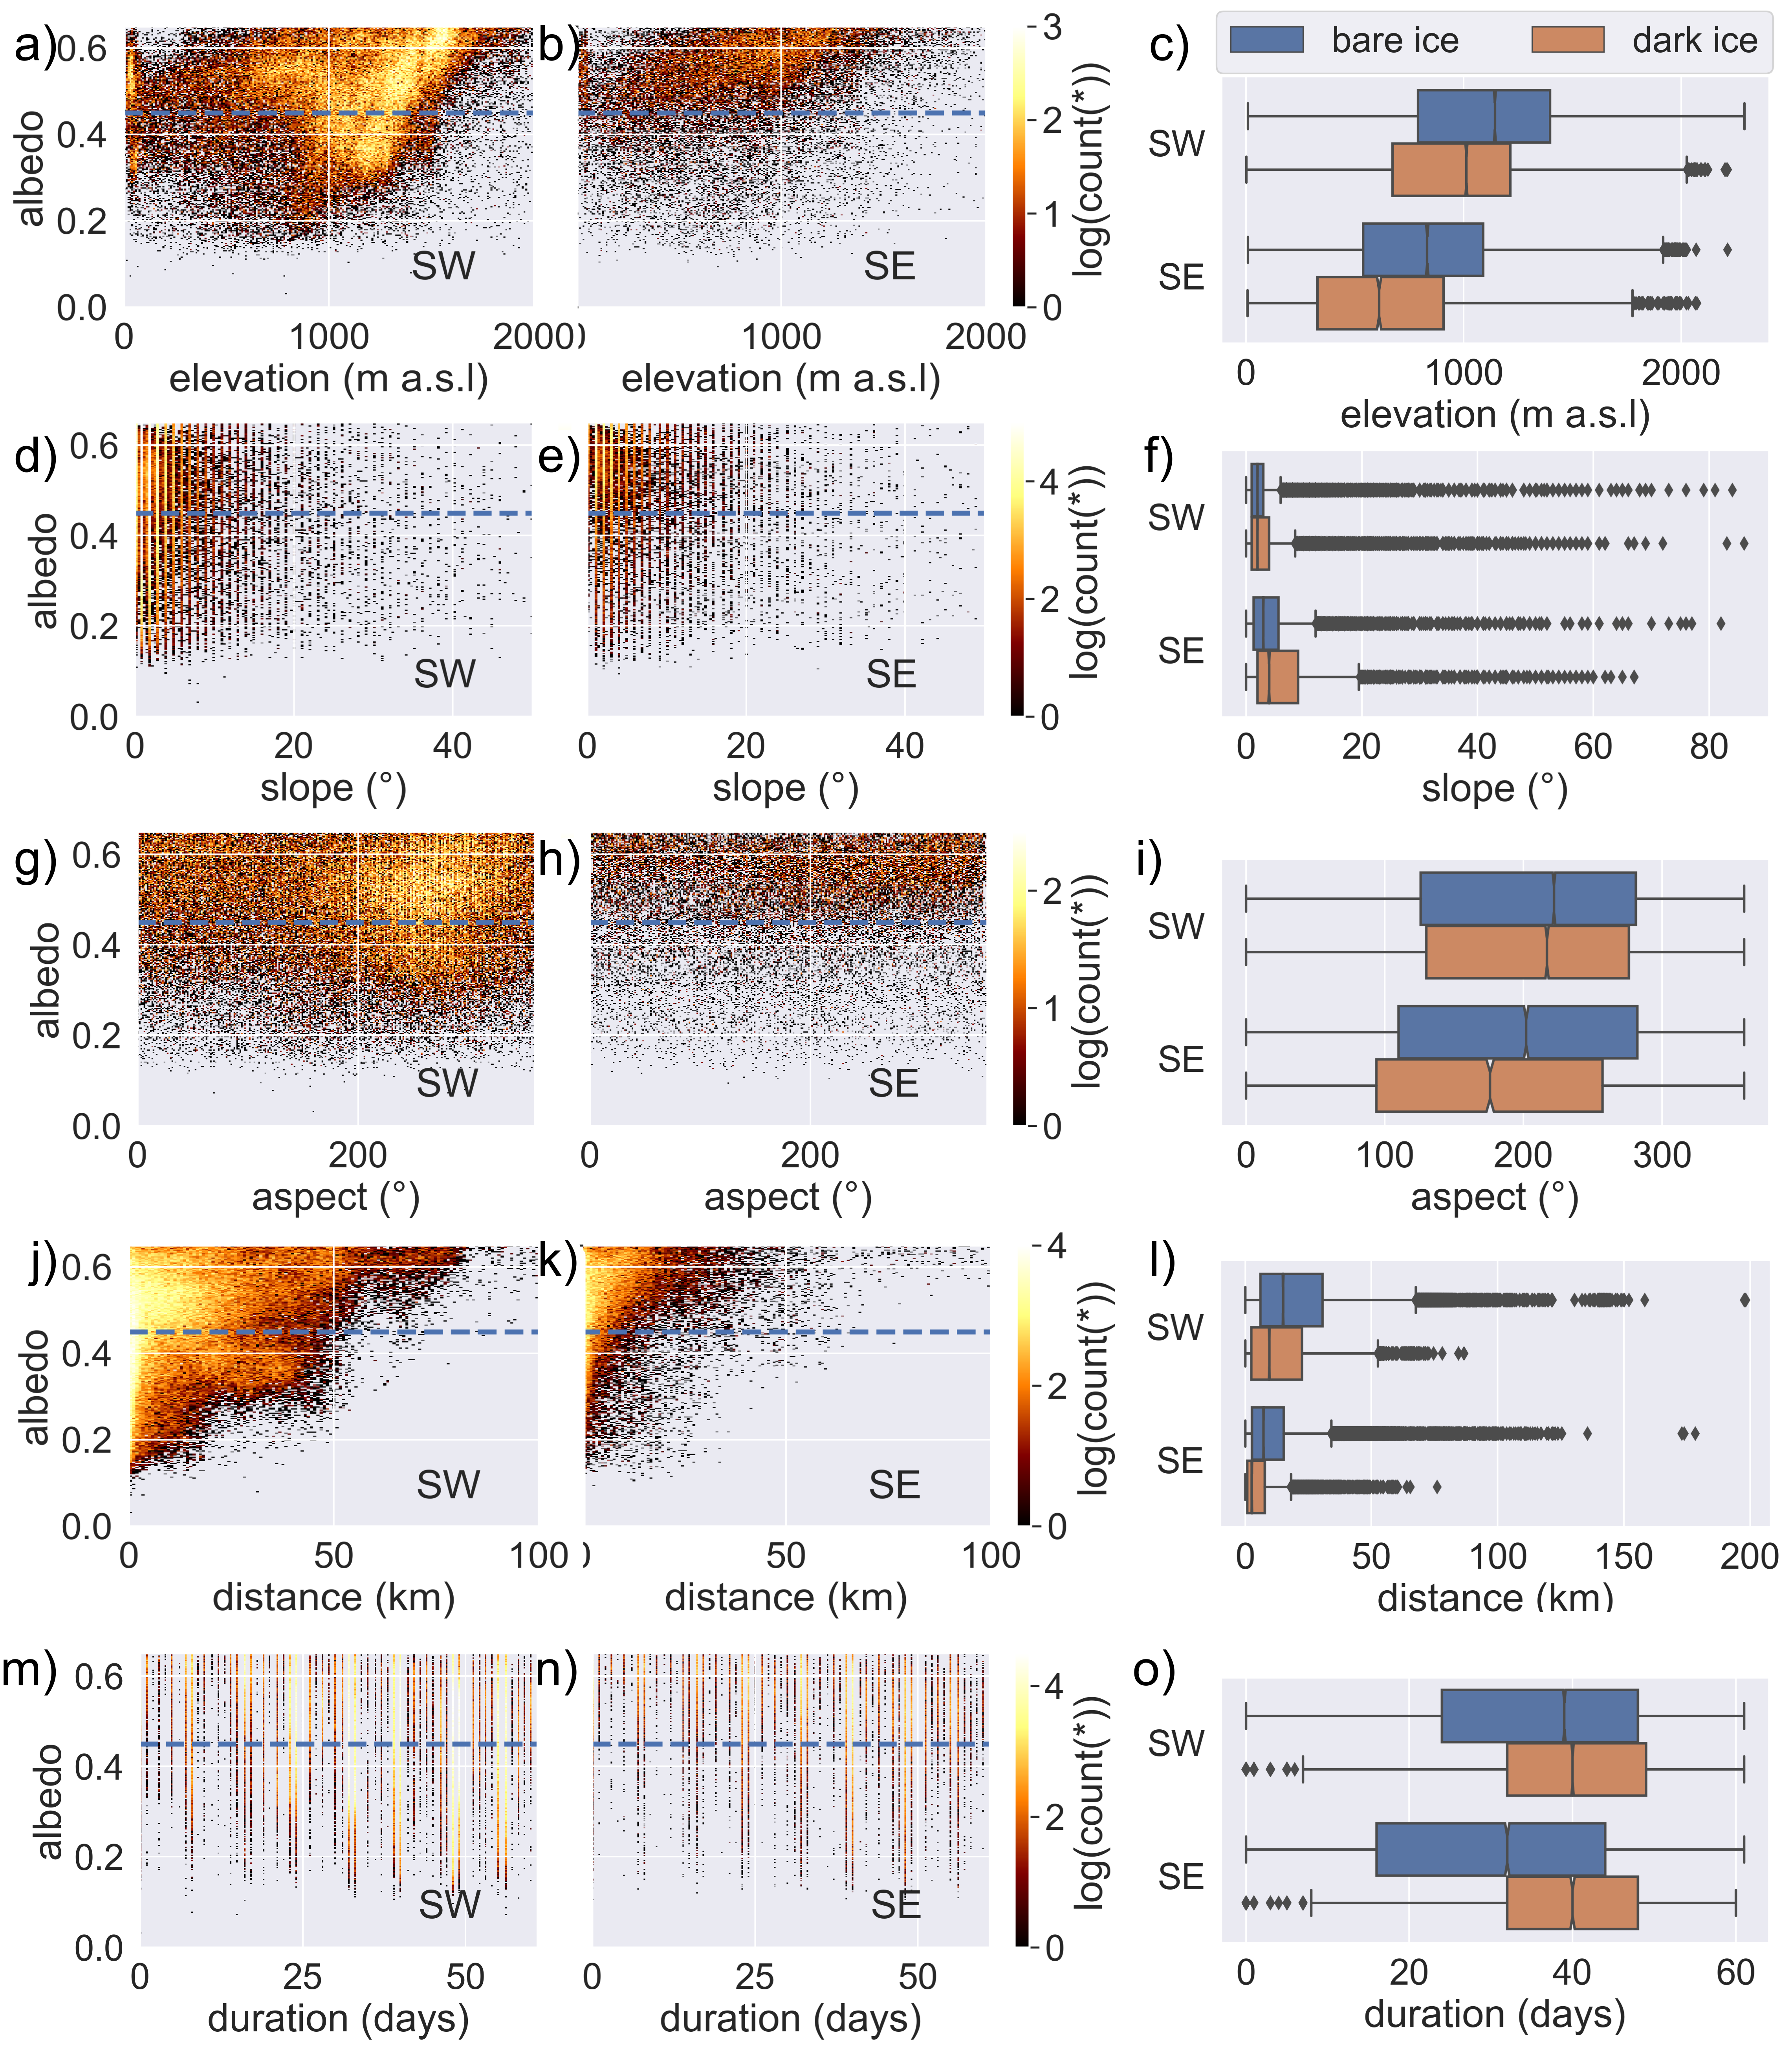 a) b) c) bare ice dark ice
albedo 0.6 0.4 0.2 0.0
SW SE
3 2 1 0 log(count(*))
SW
SE
0 1000 2000 ) 1000 2000
elevation (m a.s.l) elevation (m a.s.l)
0 1000 2000
elevation (m a.s.l)
d) e) f)
albedo 0.6 0.4 0.2 0.0
SW SE
4 2 0 log(count(*))
SW
SE
0 20 40 0 20 40 0 20 40 60 80
slope (°) slope (°) slope (°)
g) h) i)
albedo 0.6 0.4 0.2 0.0
SW SE
2 1 0 log(count(*))
SW
SE
0 200 0 200 0 100 200 300
aspect (°) aspect (°) aspect (°)
j) k) l)
albedo 0.6 0.4 0.2 0.0
SW SE
4 2 0 log(count(*))
SW
SE
0 50 100 ) 50 100 0 50 100 150 200
distance (km) distance (km) distance (km)
m) n) o)
albedo 0.6 0.4 0.2 0.0
SW SE
4 2 0 log(count(*))
SW
SE
0 25 50 0 25 50 0 20 40 60
duration (days) duration (days) duration (days)